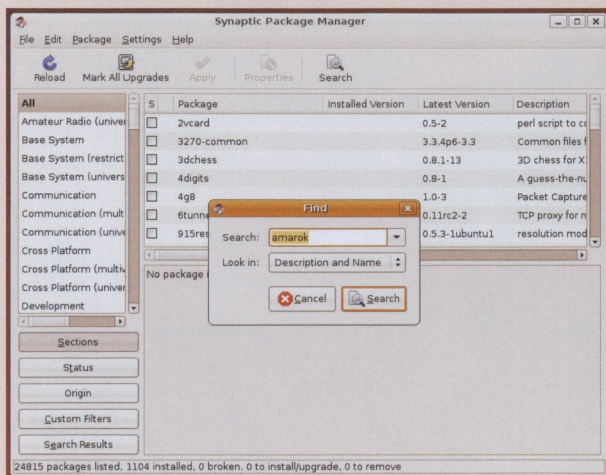 Synaptic Package Manager
File Edit Package Settings Help
Reload Mark All Upgrades Apply Properties Search
All
Amateur Radio (univer
Base System
Base System (restrict
Base System (univers
Communication
Communication (mult
Communication (unive
Cross Platform
Cross Platform (multiv
Cross Platform (univer
Development
S Package Installed Version Latest Version Description
2vcard 0.5-2 perl script to co
3270-common 3.3.4p6-3.3 Common files f
3dchess 0.8.1-13 3D chess for X
4digits 0.8-1 A guess-the-nu
4g8 1.0-3 Packet Capture
6tunne 0.11rc2-2 TCP proxy for n
915res 0.5.3-1ubuntu1 resolution mod
No package i
Find
Search: amarok
Look in: Description and Name
Cancel Search
Sections
Status
Origin
Custom Filters
Search Results
24815 packages listed, 1104 installed, 0 broken. 0 to install/upgrade, 0 to remove